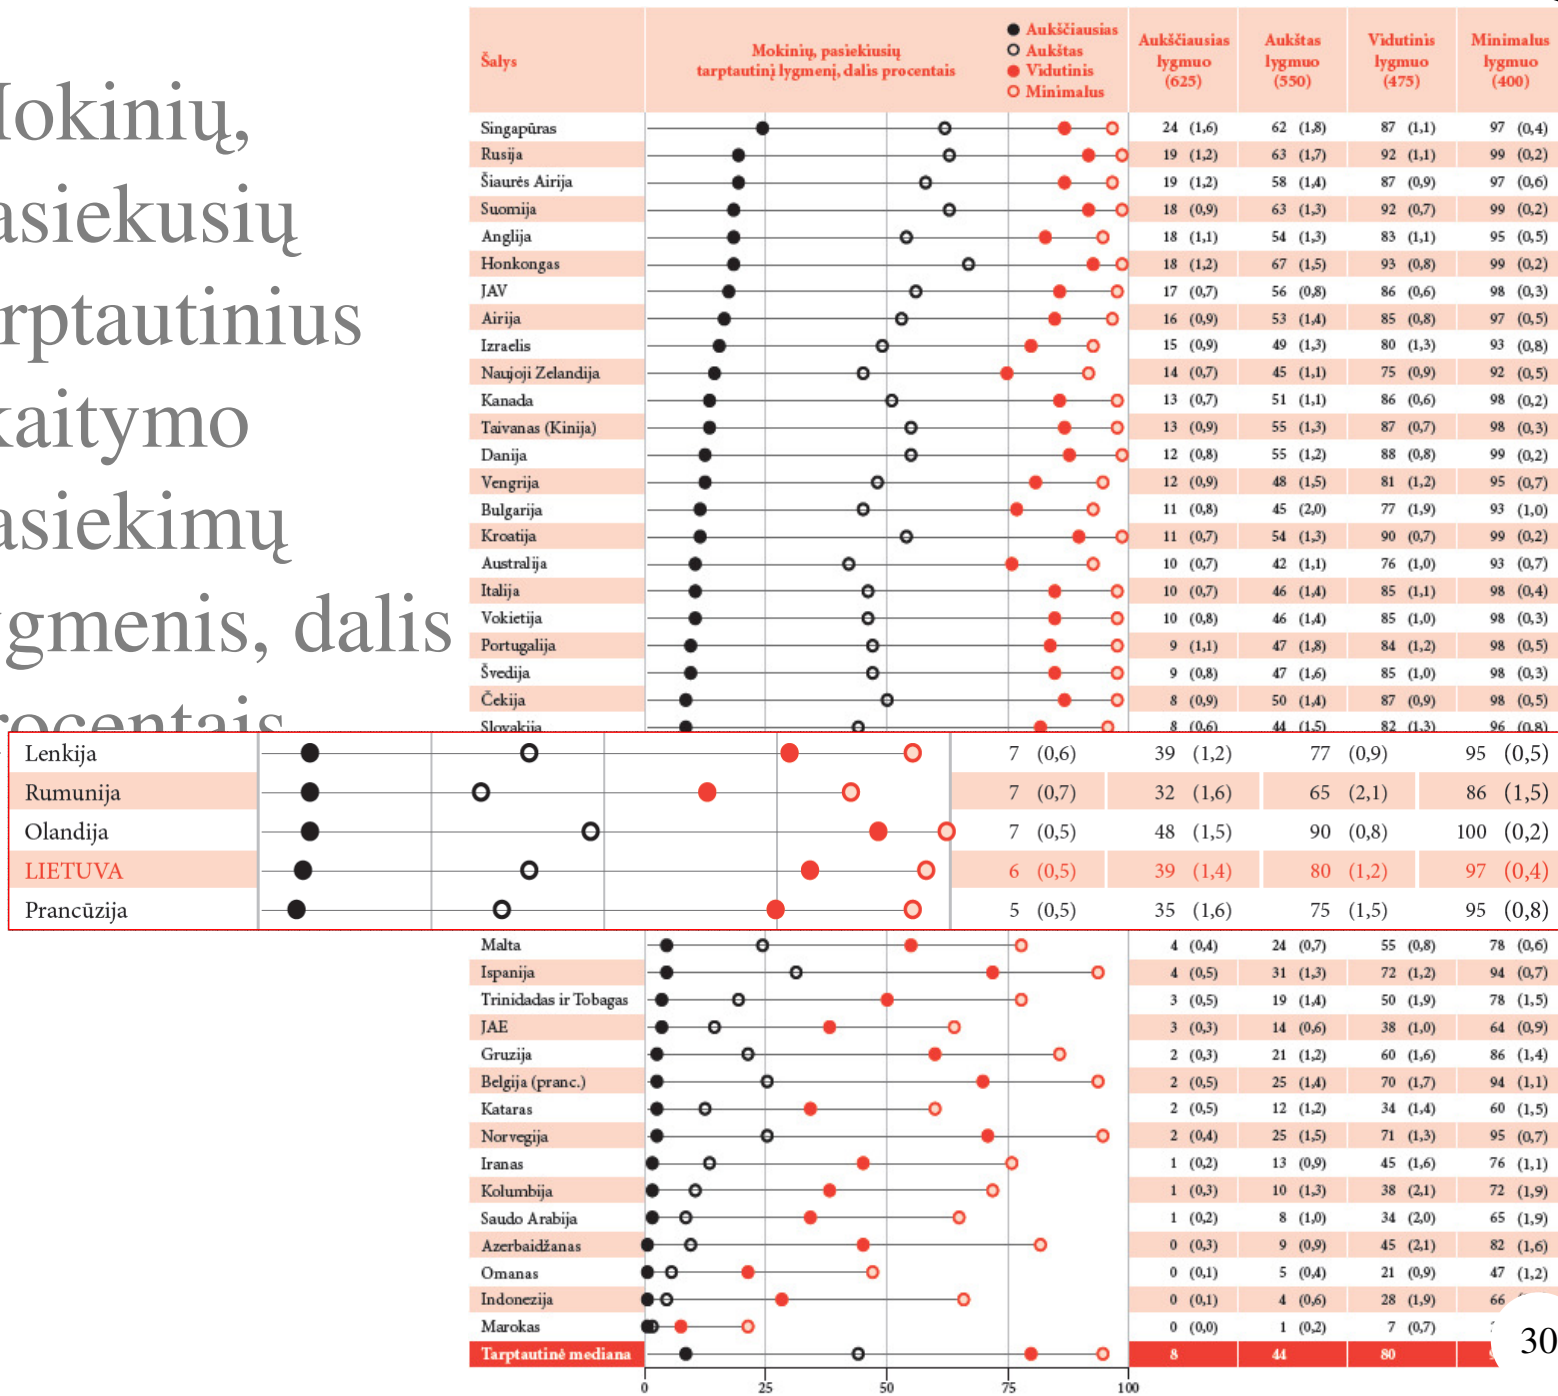 okinių,
asiekusių
rptautinius
kaitymo
asiekimų
gmenis, dalis
rocentais
Šalys
Mokinių, pasiekiusių
tarptautinį lygmenį, dalis procentais
Aukščiausias
Aukštas
Vidutinis
Minimalus
Aukščiausias lygmuo (625)
Aukštas lygmuo (550)
Vidutinis lygmuo (475)
Minimalus lygmuo (400)
Singapūras 24 (1,6) 62 (1,8) 87 (1,1) 97 (0,4)
Rusija 19 (1,2) 63 (1,7) 92 (1,1) 99 (0,2)
Šiaurės Airija 19 (1,2) 58 (1,4) 87 (0,9) 97 (0,6)
Suomija 18 (0,9) 63 (1,3) 92 (0,7) 99 (0,2)
Anglija 18 (1,1) 54 (1,3) 83 (1,1) 95 (0,5)
Honkongas 18 (1,2) 67 (1,5) 93 (0,8) 99 (0,2)
JAV 17 (0,7) 56 (0,8) 86 (0,6) 98 (0,3)
Airija 16 (0,9) 53 (1,4) 85 (0,8) 97 (0,5)
Izraelis 15 (0,9) 49 (1,3) 80 (1,3) 93 (0,8)
Naujoji Zelandija 14 (0,7) 45 (1,1) 75 (0,9) 92 (0,5)
Kanada 13 (0,7) 51 (1,1) 86 (0,6) 98 (0,2)
Taivanas (Kinija) 13 (0,9) 55 (1,3) 87 (0,7) 98 (0,3)
Danija 12 (0,8) 55 (1,2) 88 (0,8) 99 (0,2)
Vengrija 12 (0,9) 48 (1,5) 81 (1,2) 95 (0,7)
Bulgarija 11 (0,8) 45 (2,0) 77 (1,9) 93 (1,0)
Kroatija 11 (0,7) 54 (1,3) 90 (0,7) 99 (0,2)
Australija 10 (0,7) 42 (1,1) 76 (1,0) 93 (0,7)
Italija 10 (0,7) 46 (1,4) 85 (1,1) 98 (0,4)
Vokietija 10 (0,8) 46 (1,4) 85 (1,0) 98 (0,3)
Portugalija 9 (1,1) 47 (1,8) 84 (1,2) 98 (0,5)
Švedija 9 (0,8) 47 (1,6) 85 (1,0) 98 (0,3)
Čekija 8 (0,9) 50 (1,4) 87 (0,9) 98 (0,5)
Slovakija 8 (0,6) 44 (1,5) 82 (1,3) 96 (0,8)
Lenkija 7 (0,6) 39 (1,2) 77 (0,9) 95 (0,5)
Rumunija 7 (0,7) 32 (1,6) 65 (2,1) 86 (1,5)
Olandija 7 (0,5) 48 (1,5) 90 (0,8) 100 (0,2)
LIETUVA 6 (0,5) 39 (1,4) 80 (1,2) 97 (0,4)
Prancūzija 5 (0,5) 35 (1,6) 75 (1,5) 95 (0,8)
Malta 4 (0,4) 24 (0,7) 55 (0,8) 78 (0,6)
Ispanija 4 (0,5) 31 (1,3) 72 (1,2) 94 (0,7)
Trinidadas ir Tobagas 3 (0,5) 19 (1,4) 50 (1,9) 78 (1,5)
JAE 3 (0,3) 14 (0,6) 38 (1,0) 64 (0,9)
Gruzija 2 (0,3) 21 (1,2) 60 (1,6) 86 (1,4)
Belgija (pranc.) 2 (0,5) 25 (1,4) 70 (1,7) 94 (1,1)
Kataras 2 (0,5) 12 (1,2) 34 (1,4) 60 (1,5)
Norvegija 2 (0,4) 25 (1,5) 71 (1,3) 95 (0,7)
Iranas 1 (0,2) 13 (0,9) 45 (1,6) 76 (1,1)
Kolumbija 1 (0,3) 10 (1,3) 38 (2,1) 72 (1,9)
Saudo Arabija 1 (0,2) 8 (1,0) 34 (2,0) 65 (1,9)
Azerbaidžanas 0 (0,3) 9 (0,9) 45 (2,1) 82 (1,6)
Omanas 0 (0,1) 5 (0,4) 21 (0,9) 47 (1,2)
Indonezija 0 (0,1) 4 (0,6) 28 (1,9) 66
Marokas 0 (0,0) 1 (0,2) 7 (0,7)
Tarptautinė mediana 8 44 80
0 25 50 75 100
30